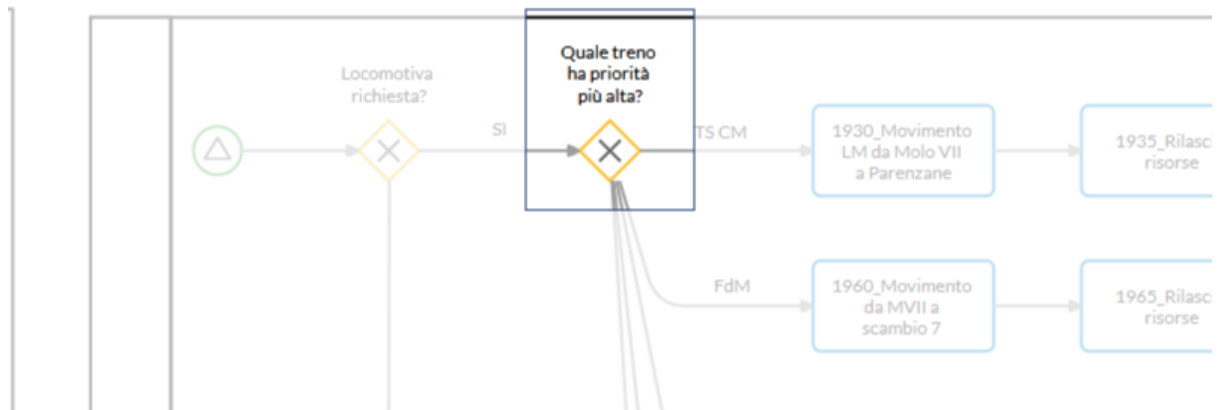 Quale treno
ha priorità
più alta?
Locomotiva
richiesta?
SI
TS CM
1930_Movimento
LM da Molo VII
a Parenzane
1935_Rilasci
risorse
FdM
1960_Movimento
da MVII a
scambio 7
1965_Rilasci
risorse